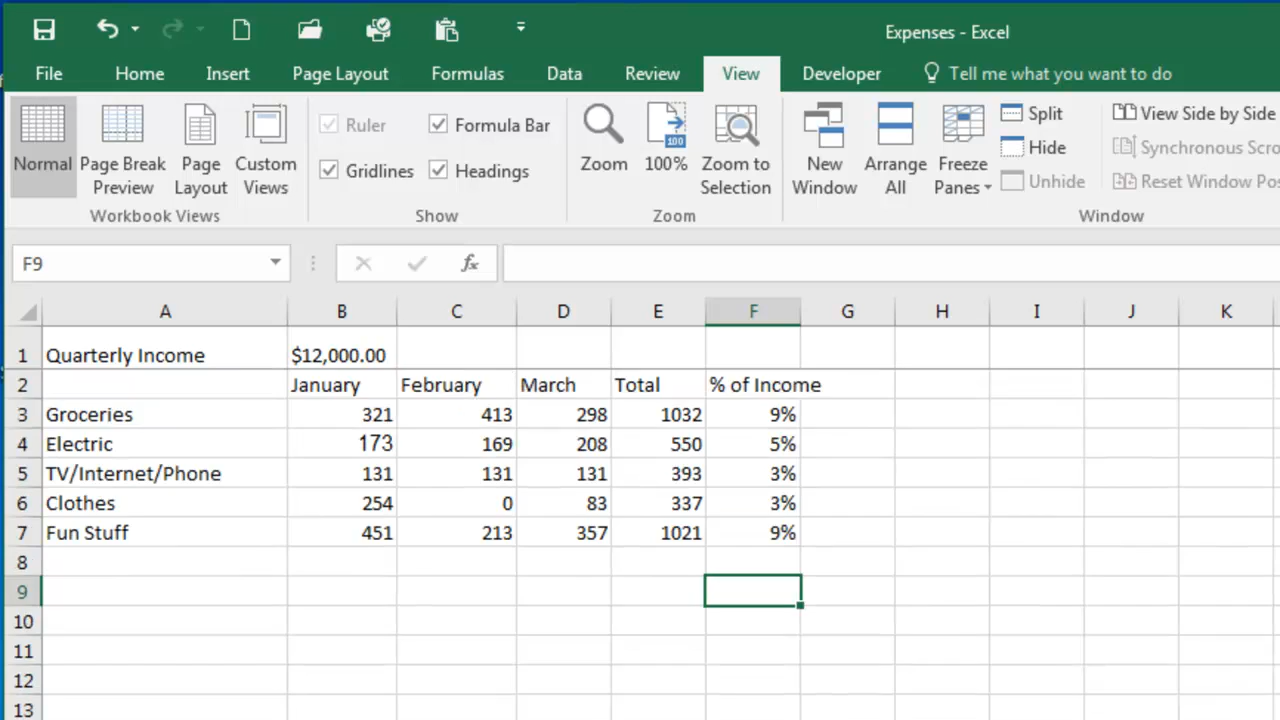 Expenses - Excel
File Home Insert Page Layout Formulas Data Review View Developer Tell me what you want to do
Normal Page Break Preview Page Layout Custom Views
Workbook Views
Ruler Formula Bar
Gridlines Headings
Show
Zoom 100 100% Zoom to Selection
Zoom
New Window Arrange All Freeze Panes
Split
Hide
Unhide
View Side by Side
Synchronous Scro
Reset Window Pos
Window
F9 fx
A B C D E F G H I J K
1 Quarterly Income $12,000.00
2 January February March Total % of Income
3 Groceries 321 413 298 1032 9%
4 Electric 173 169 208 550 5%
5 TV/Internet/Phone 131 131 131 393 3%
6 Clothes 254 0 83 337 3%
7 Fun Stuff 451 213 357 1021 9%
8
9
10
11
12
13